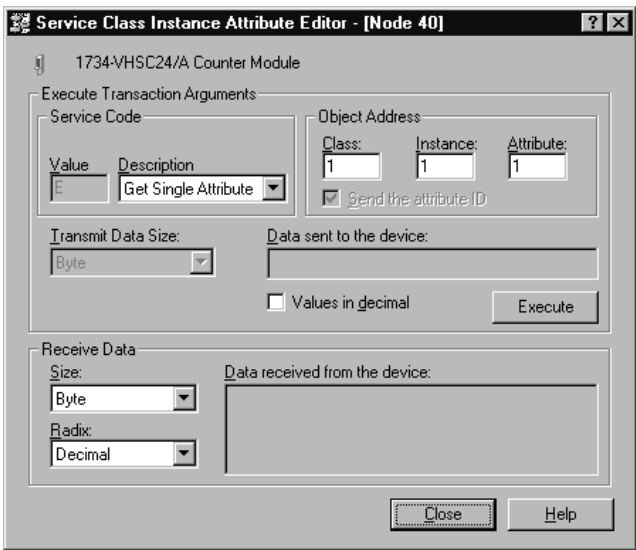 Service Class Instance Attribute Editor - [Node 40]
1734-VHSC24/A Counter Module
Execute Transaction Arguments
Service Code
Object Address
Value Description
Class: Instance: Attribute:
E Get Single Attribute
1 1 1
Send the attribute ID
Transmit Data Size:
Data sent to the device:
Byte
Values in decimal
Execute
Receive Data
Size:
Data received from the device:
Byte
Radix:
Decimal
Close Help